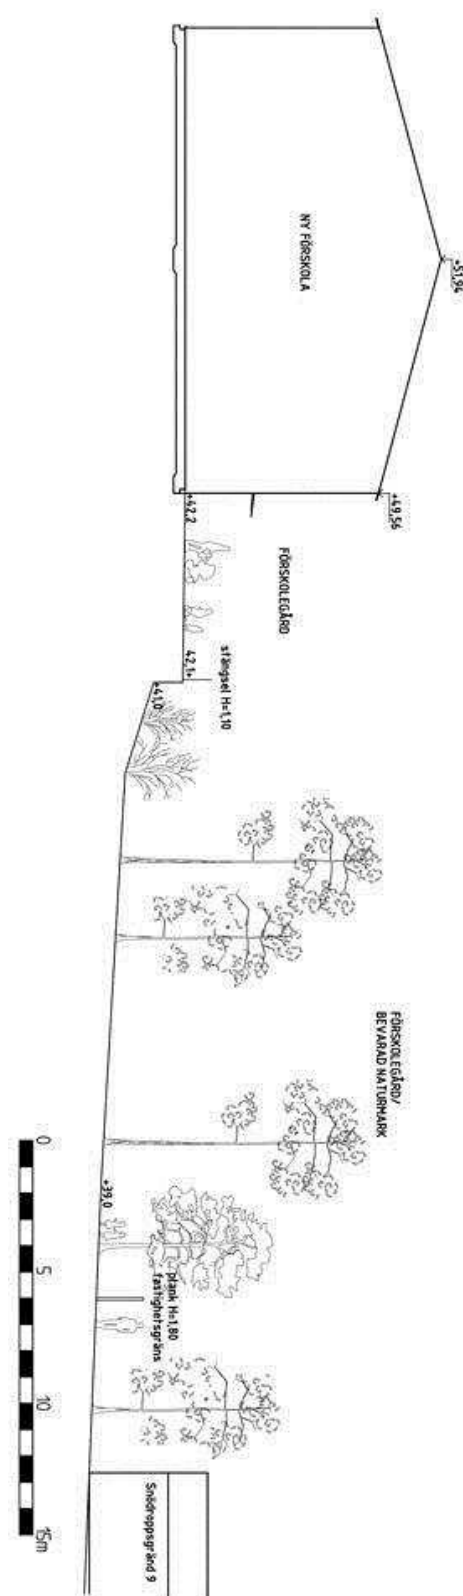 +51,94
NY FÖRSKOLA
+49,56
+42,2
FÖRSKOLEGÅRD
stängsel H=1,10
42,1+
+41,0
FÖRSKOLEGÅRD/
BEVARAD NATURMARK
+39,0
plank H=1,80
fastighetsgräns
Snödroppsgränd 9
0
5
10
15m